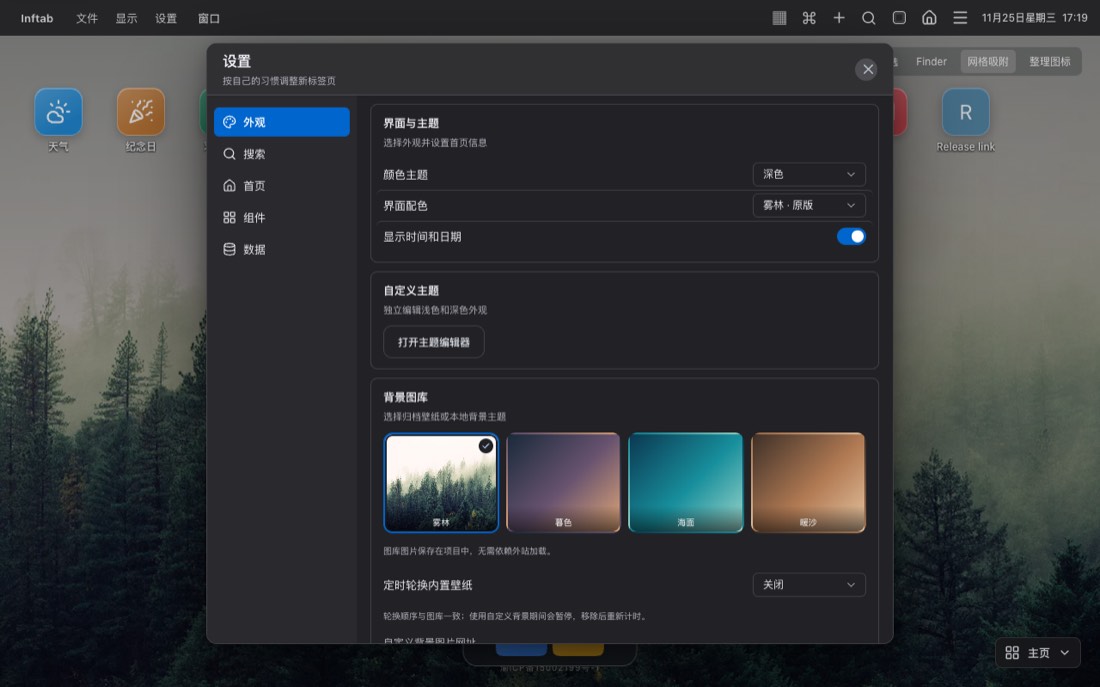 Inftab 文件 显示 设置 窗口 11月25日星期三 17:19
Finder 网格吸附 整理图标
天气 纪念日 Release link
R
设置
按自己的习惯调整新标签页
外观
搜索
首页
组件
数据
界面与主题
选择外观并设置首页信息
颜色主题 深色
界面配色 雾林 · 原版
显示时间和日期
自定义主题
独立编辑浅色和深色外观
打开主题编辑器
背景图库
选择归档壁纸或本地背景主题
雾林 暮色 海面 暖沙
图库图片保存在项目中，无需依赖外站加载。
定时轮换内置壁纸 关闭
轮换顺序与图库一致；使用自定义背景期间会暂停，移除后重新计时。
自定义背景图片网址
主页